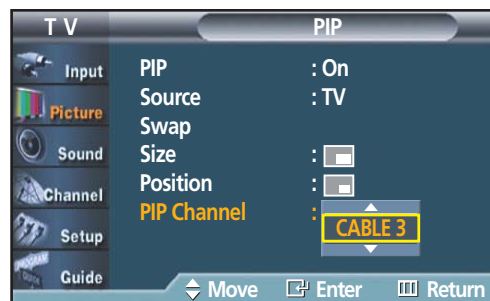 T V
PIP
Input
Picture
Sound
Channel
Setup
Guide
PIP : On
Source : TV
Swap
Size :
Position :
PIP Channel : CABLE 3
Move Enter Return